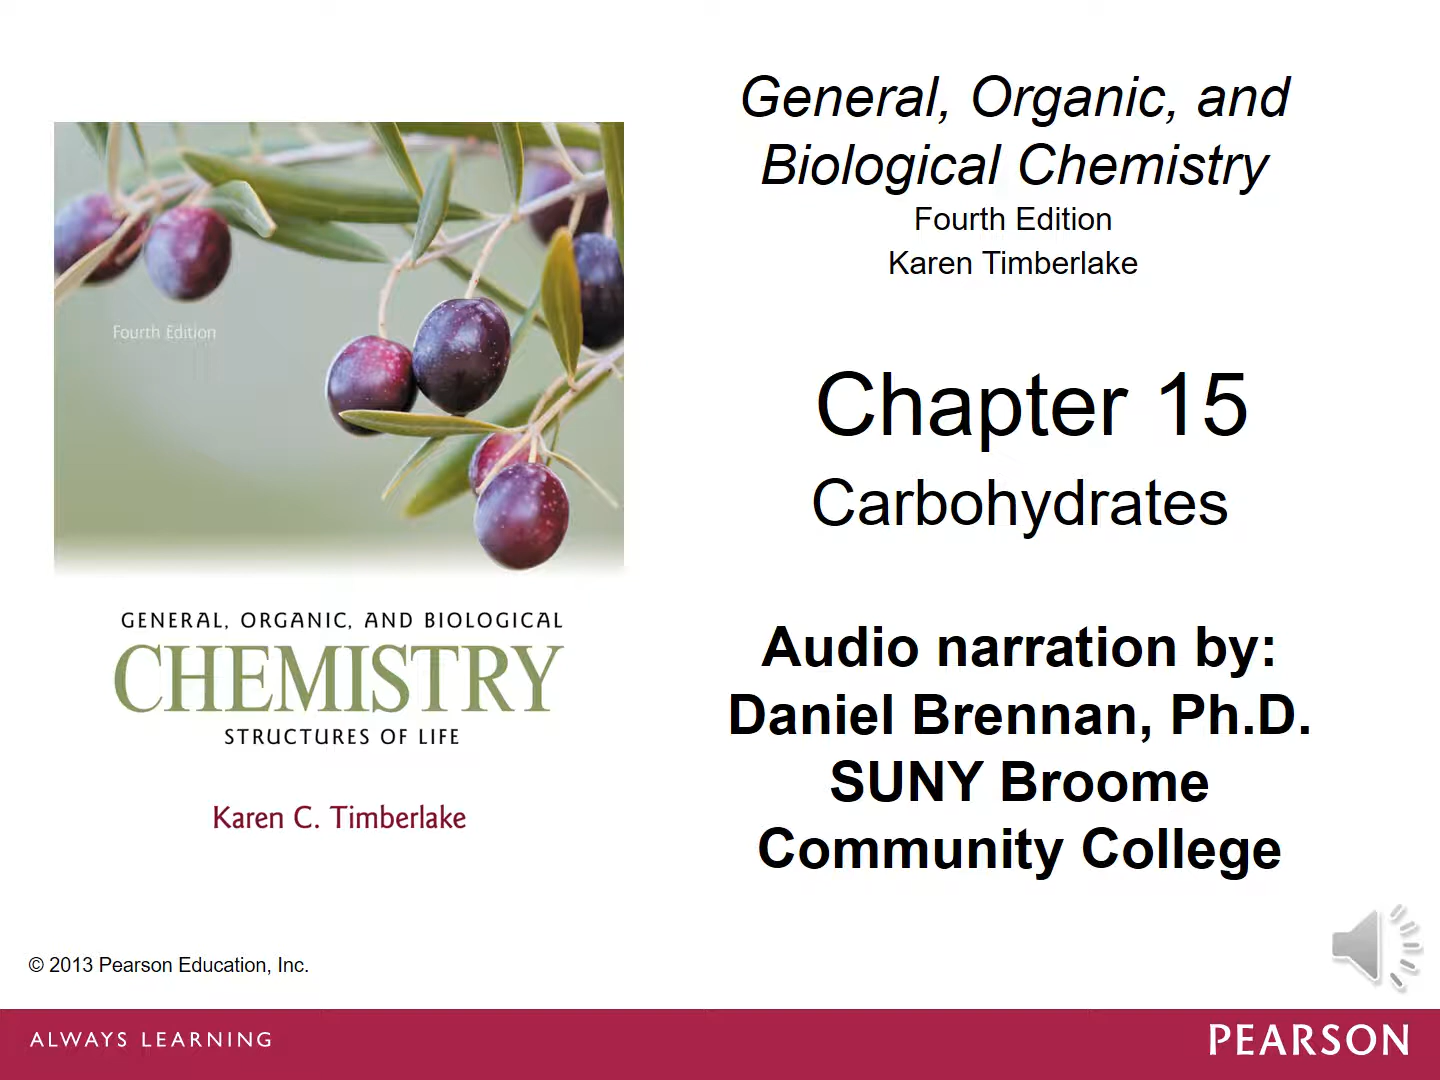 General, Organic, and
Biological Chemistry
Fourth Edition
Karen Timberlake
Chapter 15
Carbohydrates
Audio narration by:
Daniel Brennan, Ph.D.
SUNY Broome
Community College
Fourth Edition
GENERAL, ORGANIC, AND BIOLOGICAL
CHEMISTRY
STRUCTURES OF LIFE
Karen C. Timberlake
© 2013 Pearson Education, Inc.
ALWAYS LEARNING
PEARSON